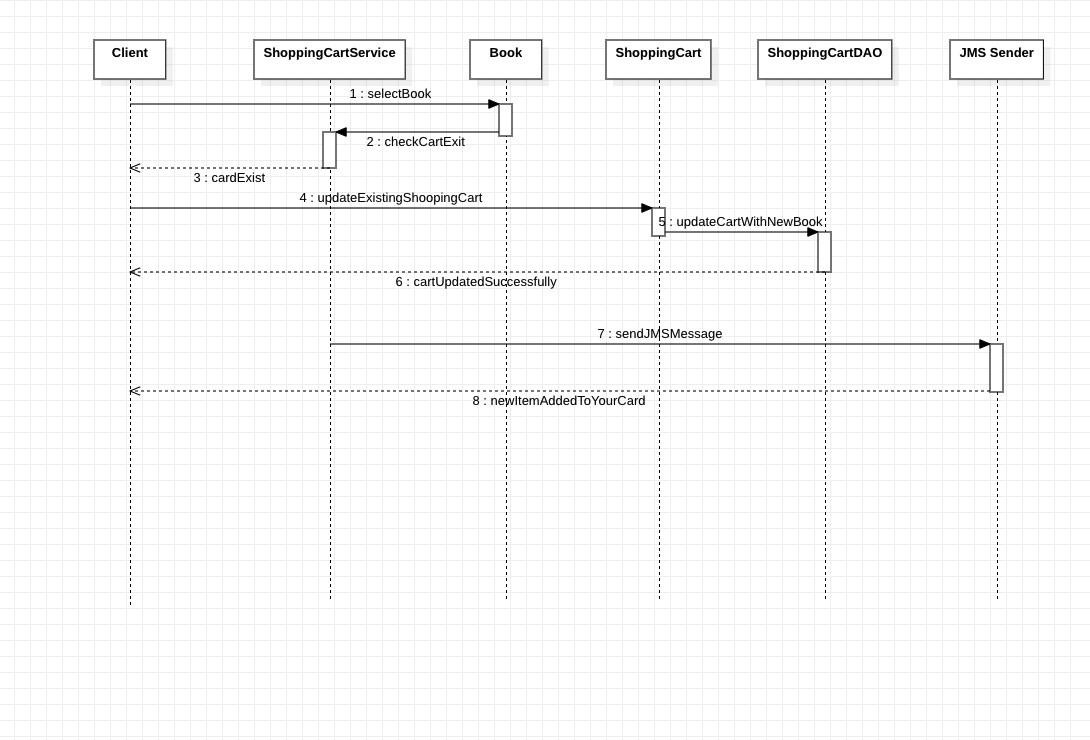 Client
ShoppingCartService
Book
ShoppingCart
ShoppingCartDAO
JMS Sender
1 : selectBook
2 : checkCartExit
3 : cardExist
4 : updateExistingShoopingCart
5 : updateCartWithNewBook
6 : cartUpdatedSuccessfully
7 : sendJMSMessage
8 : newItemAddedToYourCard